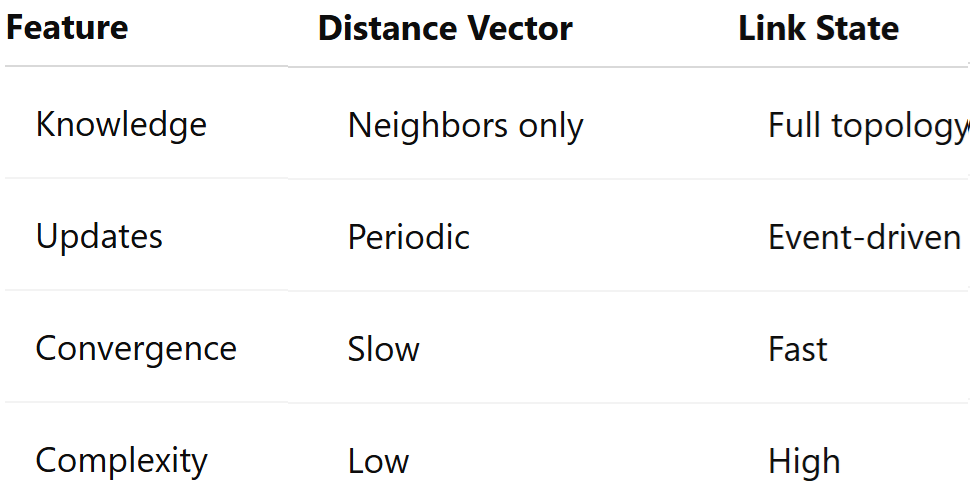 Feature Distance Vector Link State
Knowledge Neighbors only Full topology
Updates Periodic Event-driven
Convergence Slow Fast
Complexity Low High